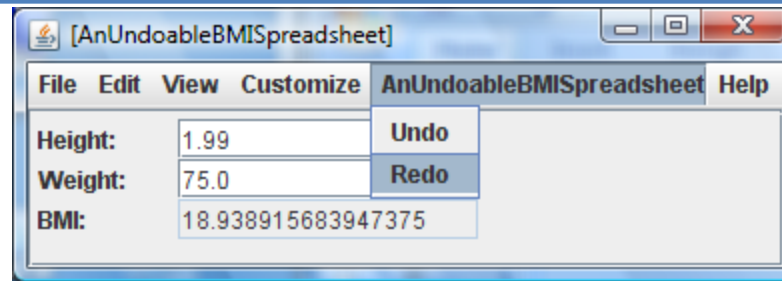 [AnUndoableBMISpreadsheet]
File Edit View Customize AnUndoableBMISpreadsheet Help
Undo
Redo
Height: 1.99
Weight: 75.0
BMI: 18.938915683947375